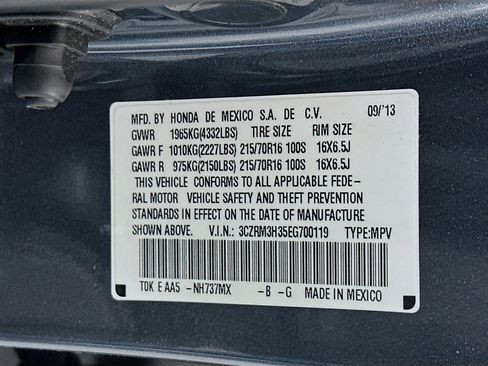 MFD. BY HONDA DE MEXICO S.A. DE C.V. 09/'13
GVWR 1965KG(4332LBS) TIRE SIZE RIM SIZE
GAWR F 1010KG(2227LBS) 215/70R16 100S 16X6.5J
GAWR R 975KG(2150LBS) 215/70R16 100S 16X6.5J
THIS VEHICLE CONFORMS TO ALL APPLICABLE FEDE-
RAL MOTOR VEHICLE SAFETY AND THEFT PREVENTION
STANDARDS IN EFFECT ON THE DATE OF MANUFACTURE
SHOWN ABOVE. V.I.N.: 3CZRM3H35EG700119 TYPE:MPV
T0K E AA5 -NH737MX -B -G MADE IN MEXICO